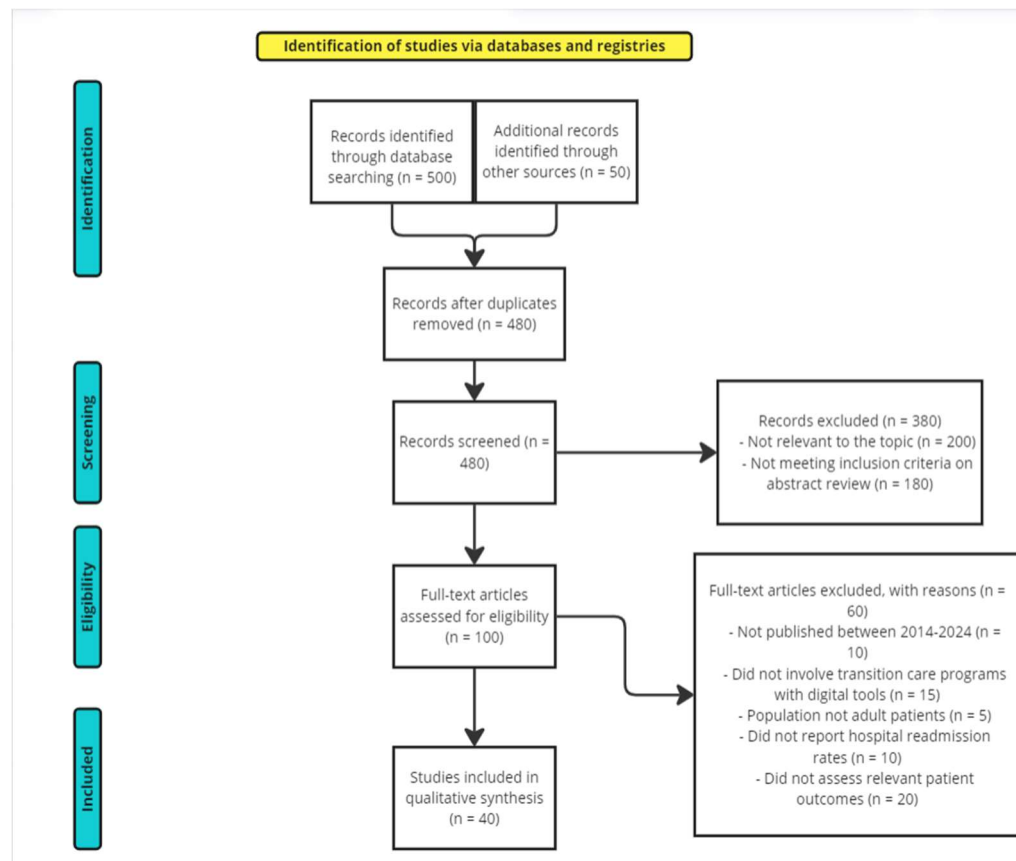 Identification of studies via databases and registries
Identification
Records identified
through database
searching (n = 500)
Additional records
identified through
other sources (n = 50)
Records after duplicates
removed (n = 480)
Screening
Records screened (n =
480)
Records excluded (n = 380)
- Not relevant to the topic (n = 200)
- Not meeting inclusion criteria on
abstract review (n = 180)
Eligibility
Full-text articles
assessed for eligibility
(n = 100)
Full-text articles excluded, with reasons (n =
60)
- Not published between 2014-2024 (n =
10)
- Did not involve transition care programs
with digital tools (n = 15)
- Population not adult patients (n = 5)
- Did not report hospital readmission
rates (n = 10)
- Did not assess relevant patient
outcomes (n = 20)
Included
Studies included in
qualitative synthesis
(n = 40)